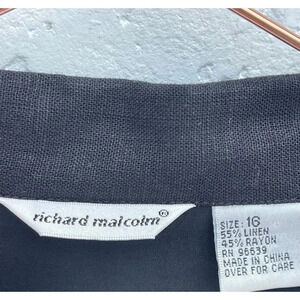 richard malcolm®
SIZE: 16
55% LINEN
45% RAYON
RN 96639
MADE IN CHINA
OVER FOR CARE